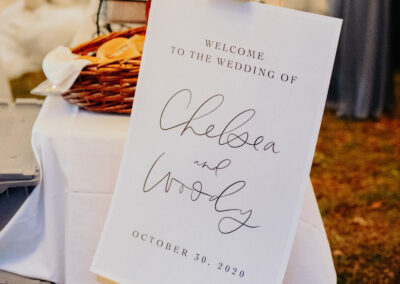 WELCOME
TO THE WEDDING OF
Chelsea
and
Woody
OCTOBER 30, 2020